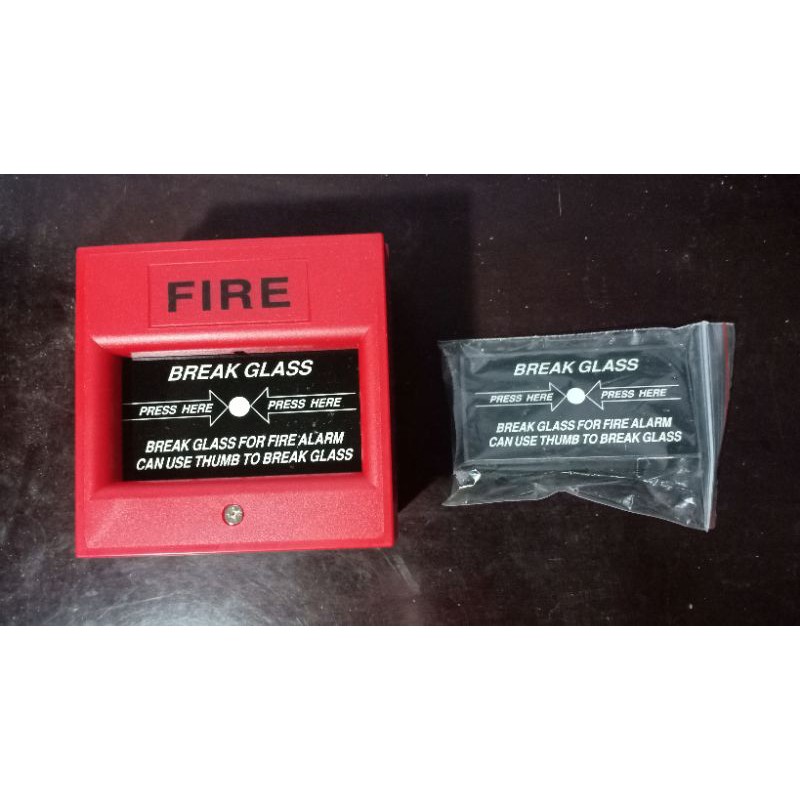 FIRE
BREAK GLASS
PRESS HERE PRESS HERE
BREAK GLASS FOR FIRE ALARM
CAN USE THUMB TO BREAK GLASS
BREAK GLASS
PRESS HERE PRESS HERE
BREAK GLASS FOR FIRE ALARM
CAN USE THUMB TO BREAK GLASS